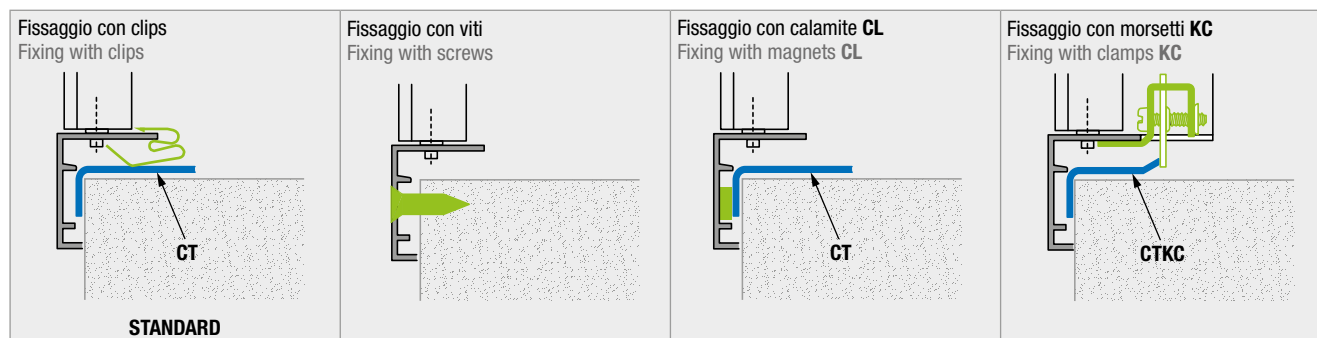 Fissaggio con clips
Fixing with clips
CT
STANDARD
Fissaggio con viti
Fixing with screws
Fissaggio con calamite CL
Fixing with magnets CL
CT
Fissaggio con morsetti KC
Fixing with clamps KC
CTKC